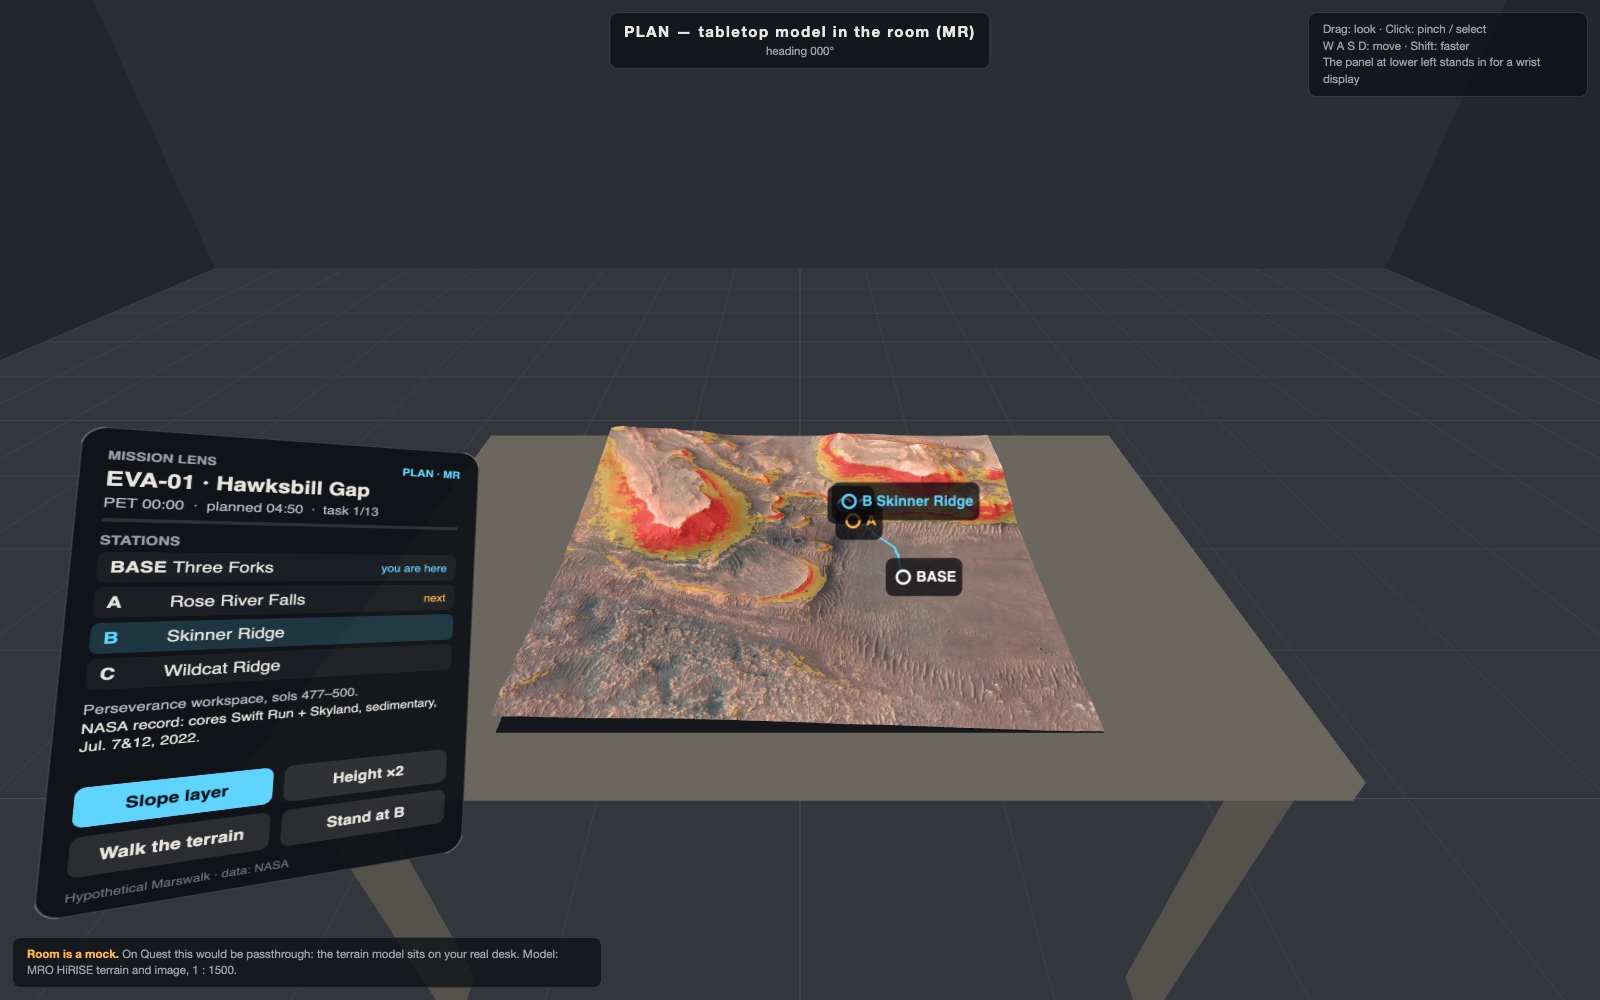 PLAN — tabletop model in the room (MR)
heading 000°
Drag: look · Click: pinch / select
W A S D: move · Shift: faster
The panel at lower left stands in for a wrist
display
MISSION LENS
PLAN · MR
EVA-01 · Hawksbill Gap
PET 00:00 · planned 04:50 · task 1/13
STATIONS
BASE Three Forks you are here
A Rose River Falls next
B Skinner Ridge
C Wildcat Ridge
Perseverance workspace, sols 477–500.
NASA record: cores Swift Run + Skyland, sedimentary,
Jul. 7&12, 2022.
Slope layer
Height ×2
Walk the terrain
Stand at B
Hypothetical Marswalk · data: NASA
B Skinner Ridge
A
BASE
Room is a mock. On Quest this would be passthrough: the terrain model sits on your real desk. Model:
MRO HiRISE terrain and image, 1 : 1500.